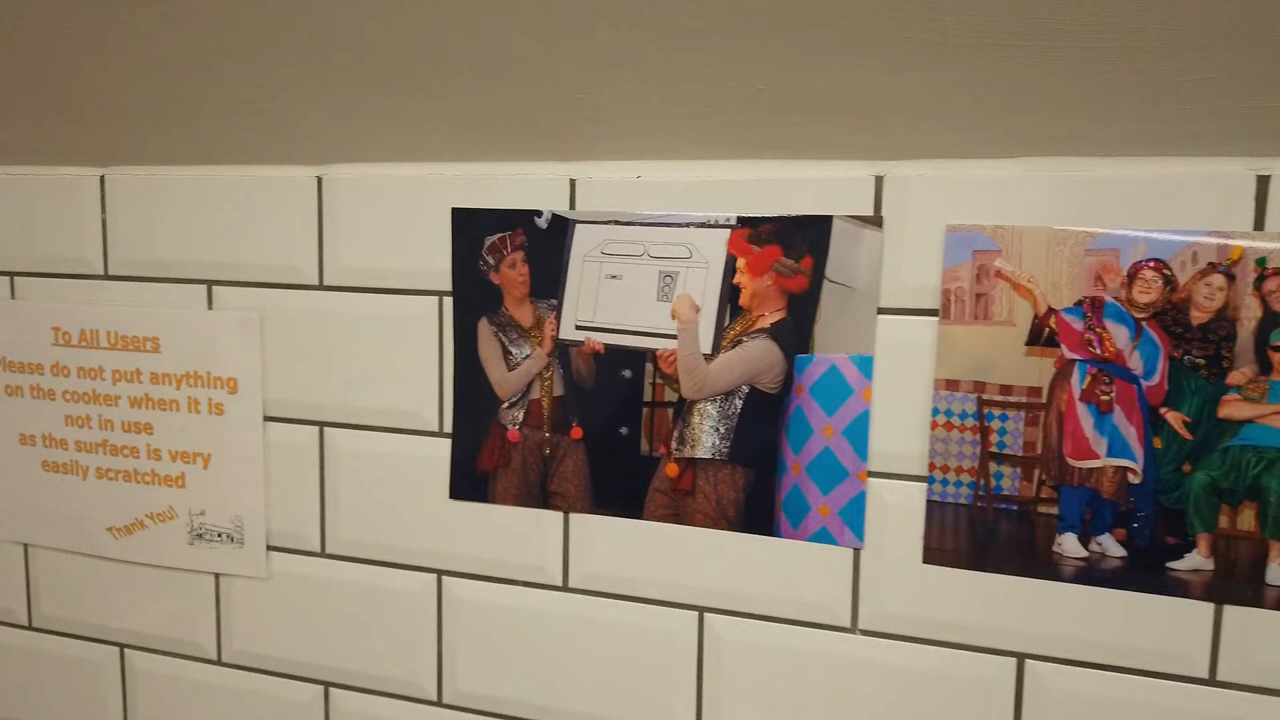 To All Users
Please do not put anything
on the cooker when it is
not in use
as the surface is very
easily scratched
Thank You!